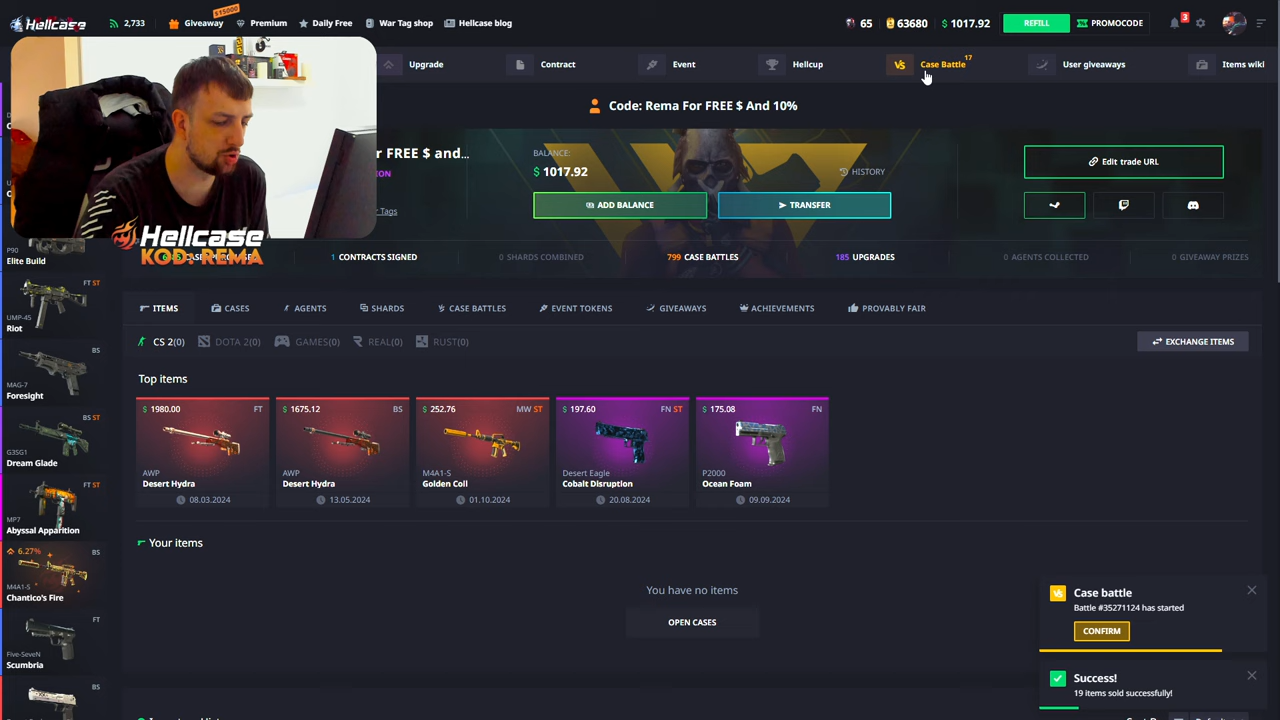 Hellcase
2,733
Giveaway
$15000
Premium
Daily Free
War Tag shop
Hellcase blog
65
63680
$ 1017.92
REFILL
PROMOCODE
3
Upgrade
Contract
Event
Hellcup
VS
Case Battle 17
User giveaways
Items wiki
Code: Rema For FREE $ And 10%
r FREE $ and...
ION
Tags
BALANCE:
$ 1017.92
HISTORY
ADD BALANCE
TRANSFER
Edit trade URL
Hellcase
KOD: REMA
1 CONTRACTS SIGNED
0 SHARDS COMBINED
799 CASE BATTLES
185 UPGRADES
0 AGENTS COLLECTED
0 GIVEAWAY PRIZES
ITEMS
CASES
AGENTS
SHARDS
CASE BATTLES
EVENT TOKENS
GIVEAWAYS
ACHIEVEMENTS
PROVABLY FAIR
CS 2(0)
DOTA 2(0)
GAMES(0)
REAL(0)
RUST(0)
EXCHANGE ITEMS
Top items
$ 1980.00 FT
AWP
Desert Hydra
08.03.2024
$ 1675.12 BS
AWP
Desert Hydra
13.05.2024
$ 252.76 MW ST
M4A1-S
Golden Coil
01.10.2024
$ 197.60 FN ST
Desert Eagle
Cobalt Disruption
20.08.2024
$ 175.08 FN
P2000
Ocean Foam
09.09.2024
Your items
You have no items
OPEN CASES
P90
Elite Build
FT ST
UMP-45
Riot
BS
MAG-7
Foresight
BS ST
G3SG1
Dream Glade
FT ST
MP7
Abyssal Apparition
6.27%
BS
M4A1-S
Chantico's Fire
FT
Five-SeveN
Scumbria
BS
VS
Case battle
Battle #35271124 has started
CONFIRM
Success!
19 items sold successfully!